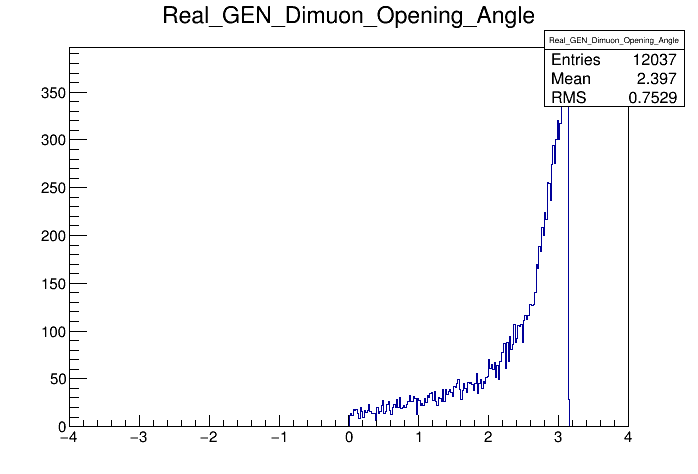 Real_GEN_Dimuon_Opening_Angle
Real_GEN_Dimuon_Opening_Angle
Entries 12037
Mean 2.397
RMS 0.7529
350
300
250
200
150
100
50
0
−4 −3 −2 −1 0 1 2 3 4